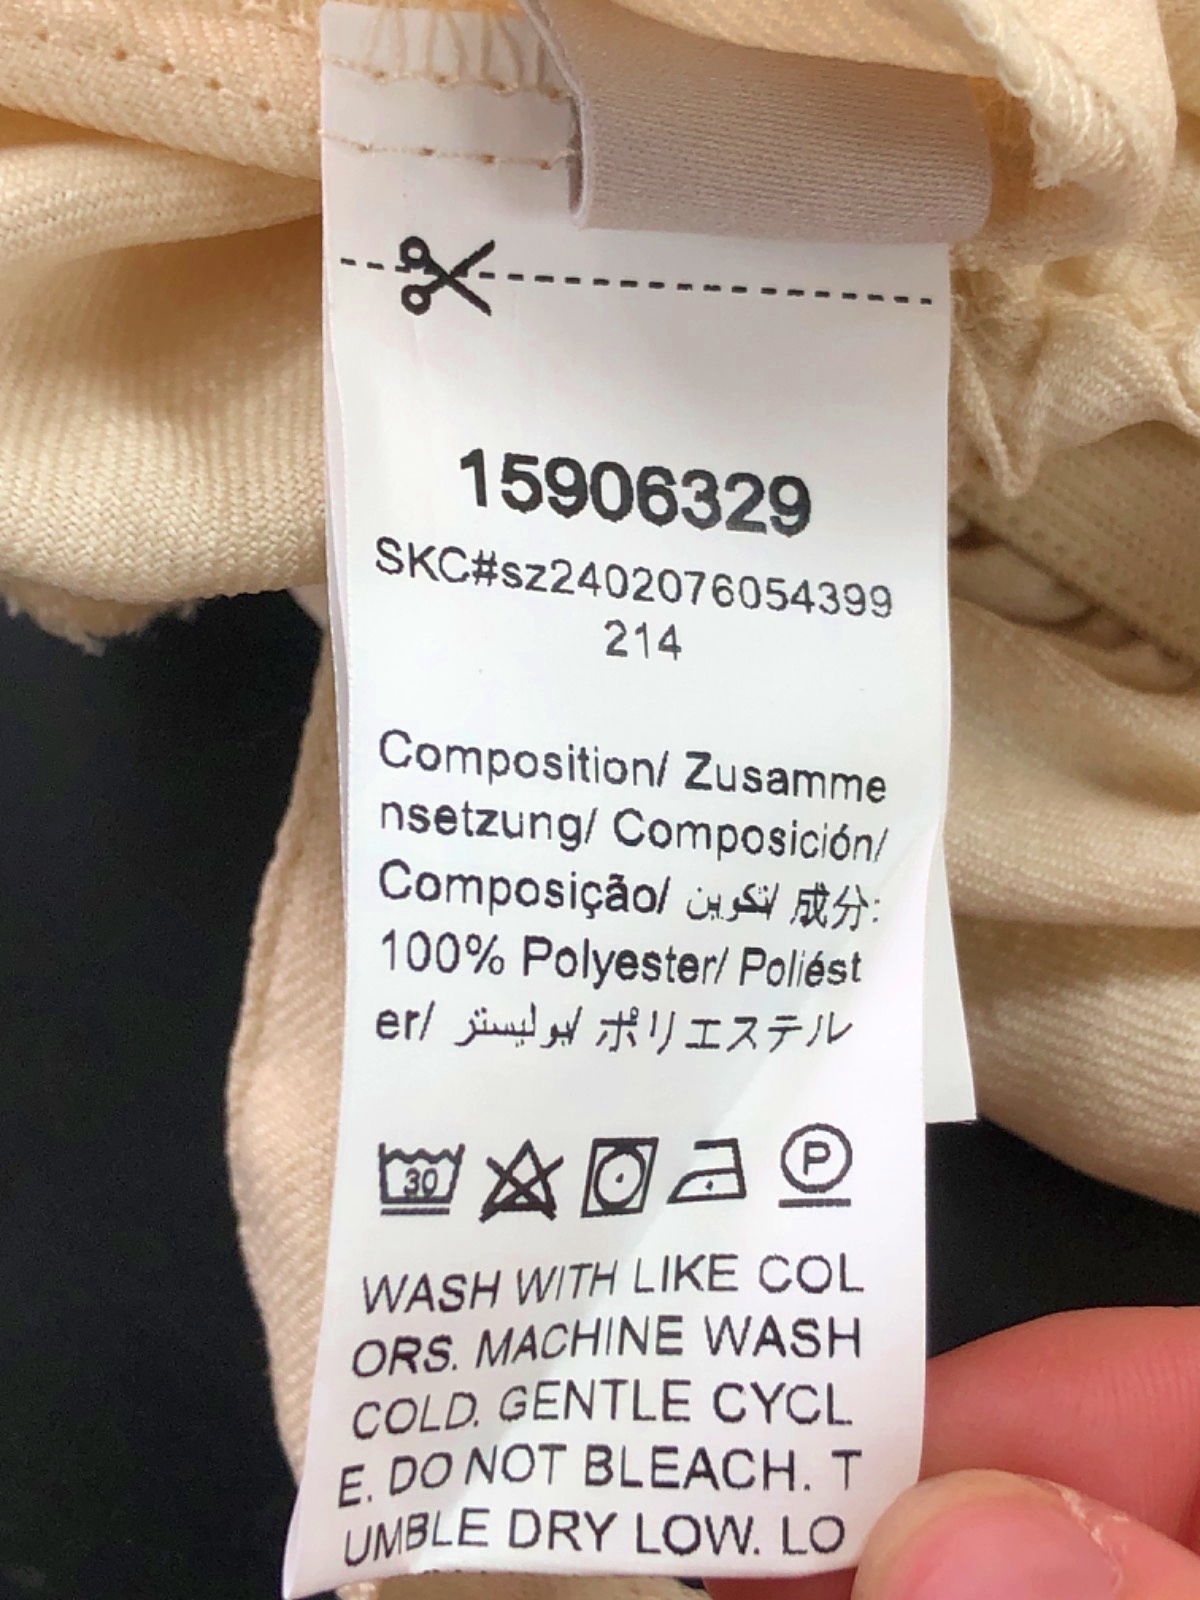 15906329
SKC#sz2402076054399
214
Composition/ Zusamme
nsetzung/ Composición/
Composição/ لتكوين/ 成分:
100% Polyester/ Poliést
er/ بوليستر/ ポリエステル
30
P
WASH WITH LIKE COL
ORS. MACHINE WASH
COLD. GENTLE CYCL
E. DO NOT BLEACH. T
UMBLE DRY LOW. LO